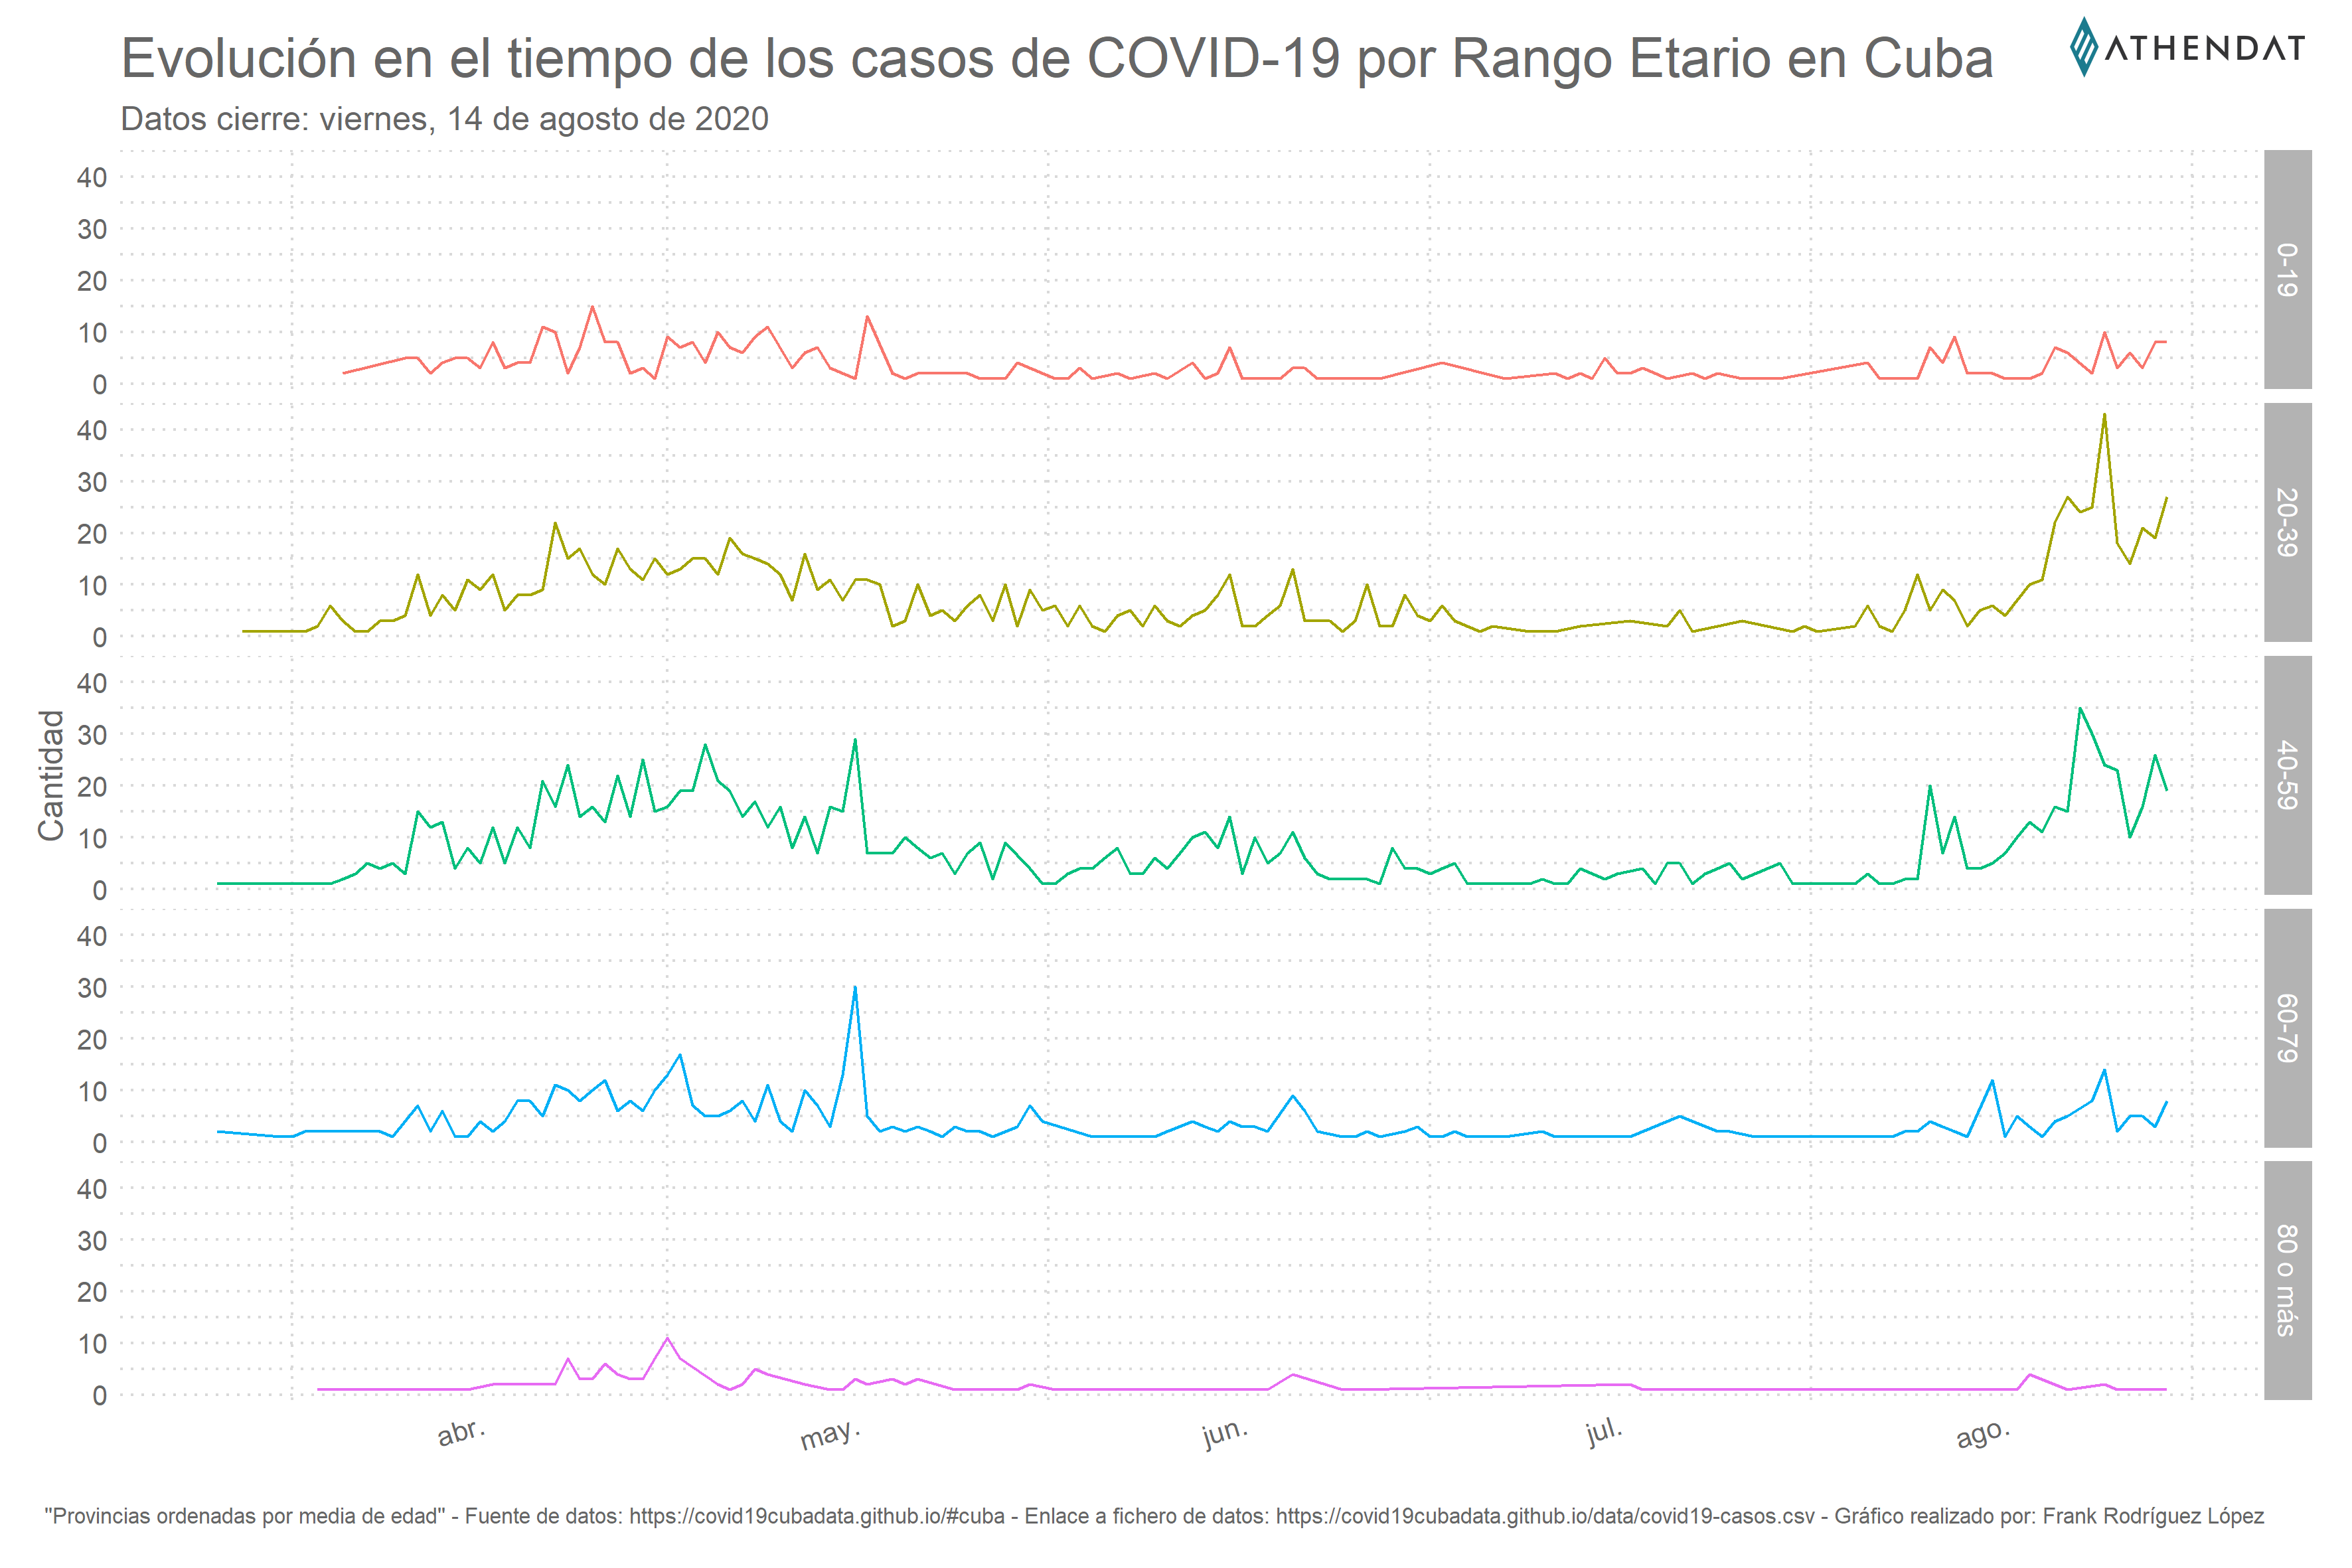 Evolución en el tiempo de los casos de COVID-19 por Rango Etario en Cuba
ATHENDAT
Datos cierre: viernes, 14 de agosto de 2020
40
30
20
10
0
0-19
40
30
20
10
0
20-39
Cantidad
40
30
20
10
0
40-59
40
30
20
10
0
60-79
40
30
20
10
0
80 o más
abr.
may.
jun.
jul.
ago.
"Provincias ordenadas por media de edad" - Fuente de datos: https://covid19cubadata.github.io/#cuba - Enlace a fichero de datos: https://covid19cubadata.github.io/data/covid19-casos.csv - Gráfico realizado por: Frank Rodríguez López